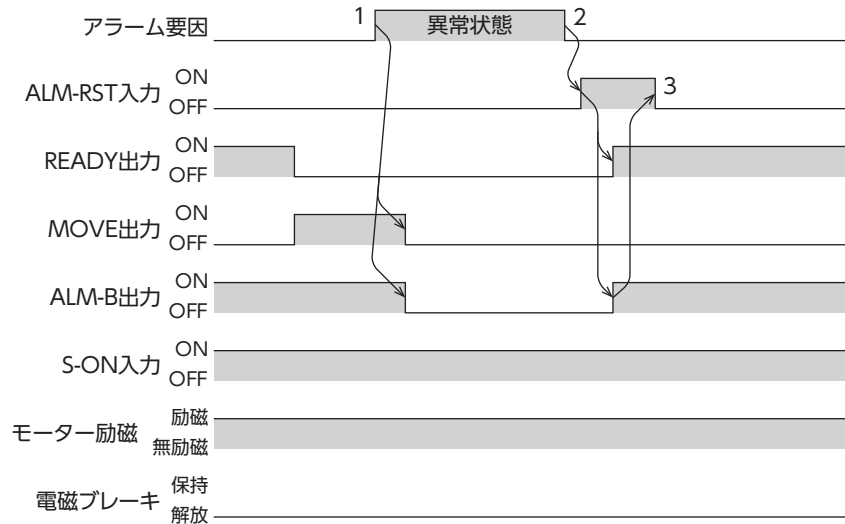 アラーム要因 1 異常状態 2
ALM-RST入力 ON OFF 3
READY出力 ON OFF
MOVE出力 ON OFF
ALM-B出力 ON OFF
S-ON入力 ON OFF
モーター励磁 励磁 無励磁
電磁ブレーキ 保持 解放